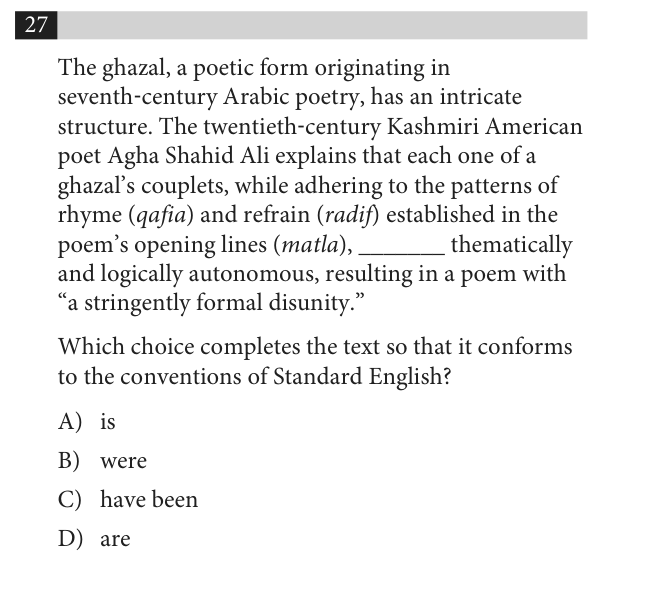 27
The ghazal, a poetic form originating in
seventh-century Arabic poetry, has an intricate
structure. The twentieth-century Kashmiri American
poet Agha Shahid Ali explains that each one of a
ghazal’s couplets, while adhering to the patterns of
rhyme (qafia) and refrain (radif) established in the
poem’s opening lines (matla), _______ thematically
and logically autonomous, resulting in a poem with
“a stringently formal disunity.”
Which choice completes the text so that it conforms
to the conventions of Standard English?
A) is
B) were
C) have been
D) are